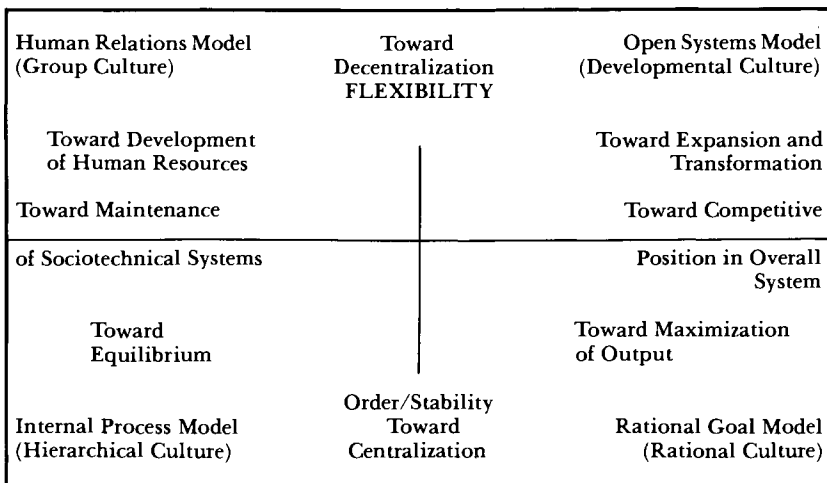 Human Relations Model
(Group Culture)
Toward
Decentralization
FLEXIBILITY
Open Systems Model
(Developmental Culture)
Toward Development
of Human Resources
Toward Expansion and
Transformation
Toward Maintenance
Toward Competitive
of Sociotechnical Systems
Position in Overall
System
Toward
Equilibrium
Toward Maximization
of Output
Internal Process Model
(Hierarchical Culture)
Order/Stability
Toward
Centralization
Rational Goal Model
(Rational Culture)